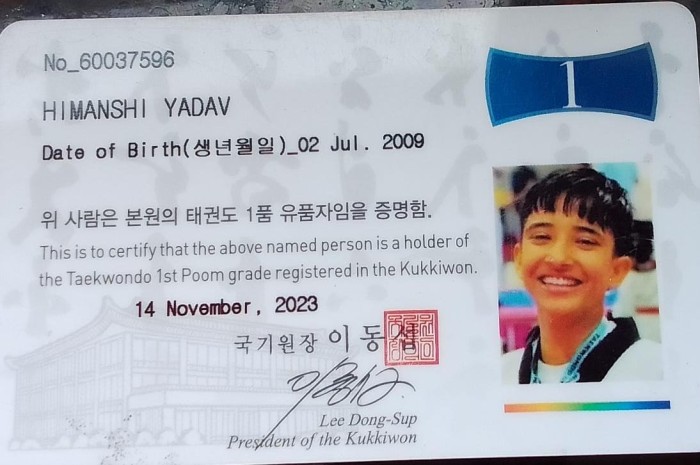 No_60037596
1
HIMANSHI YADAV
Date of Birth(생년월일)_02 Jul. 2009
위 사람은 본원의 태권도 1품 유품자임을 증명함.
This is to certify that the above named person is a holder of
the Taekwondo 1st Poom grade registered in the Kukkiwon.
14 November, 2023
국기원장 이동섭
Lee Dong-Sup
President of the Kukkiwon
TAEKWONDO